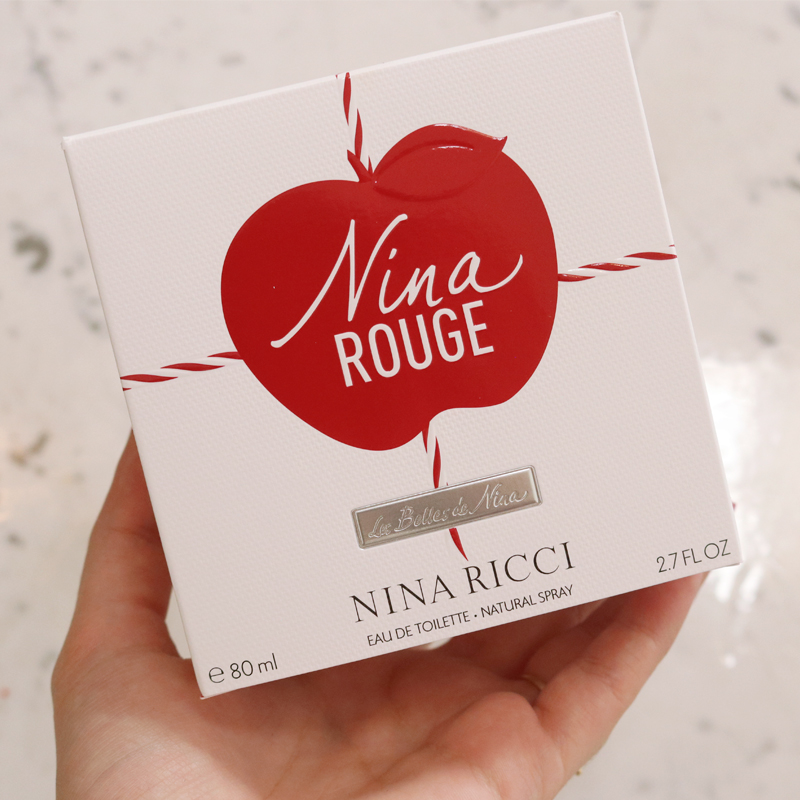 Nina
ROUGE
Les Belles de Nina
NINA RICCI
EAU DE TOILETTE • NATURAL SPRAY
℮ 80 ml
2.7 FL OZ